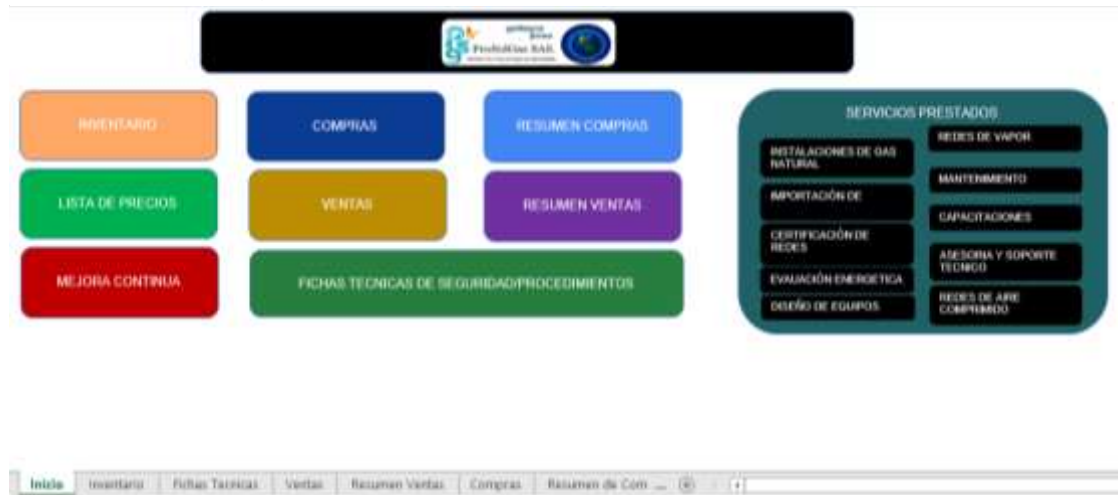 INVENTARIO
COMPRAS
RESUMEN COMPRAS
LISTA DE PRECIOS
VENTAS
RESUMEN VENTAS
MEJORA CONTINUA
FICHAS TECNICAS DE SEGURIDAD/PROCEDIMIENTOS
SERVICIOS PRESTADOS
INSTALACIONES DE GAS
NATURAL
IMPORTACIÓN DE
CERTIFICACIÓN DE
REDES
EVALUACIÓN ENERGETICA
DISEÑO DE EQUIPOS
REDES DE VAPOR
MANTENIMIENTO
CAPACITACIONES
ASESORIA Y SOPORTE
TECNICO
REDES DE AIRE
COMPRIMIDO
Inicio Inventario Fichas Tecnicas Ventas Resumen Ventas Compras Resumen de Com ...